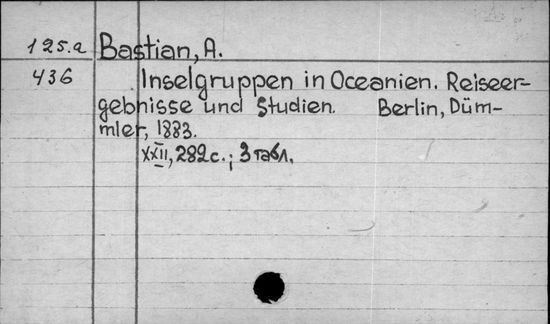 125.a Bastian, A.
436 Inselgruppen in Oceanien. Reiseer-
gebnisse und Studien. Berlin, Düm-
mler, 1883.
XXII, 282 с.; 3 табл.